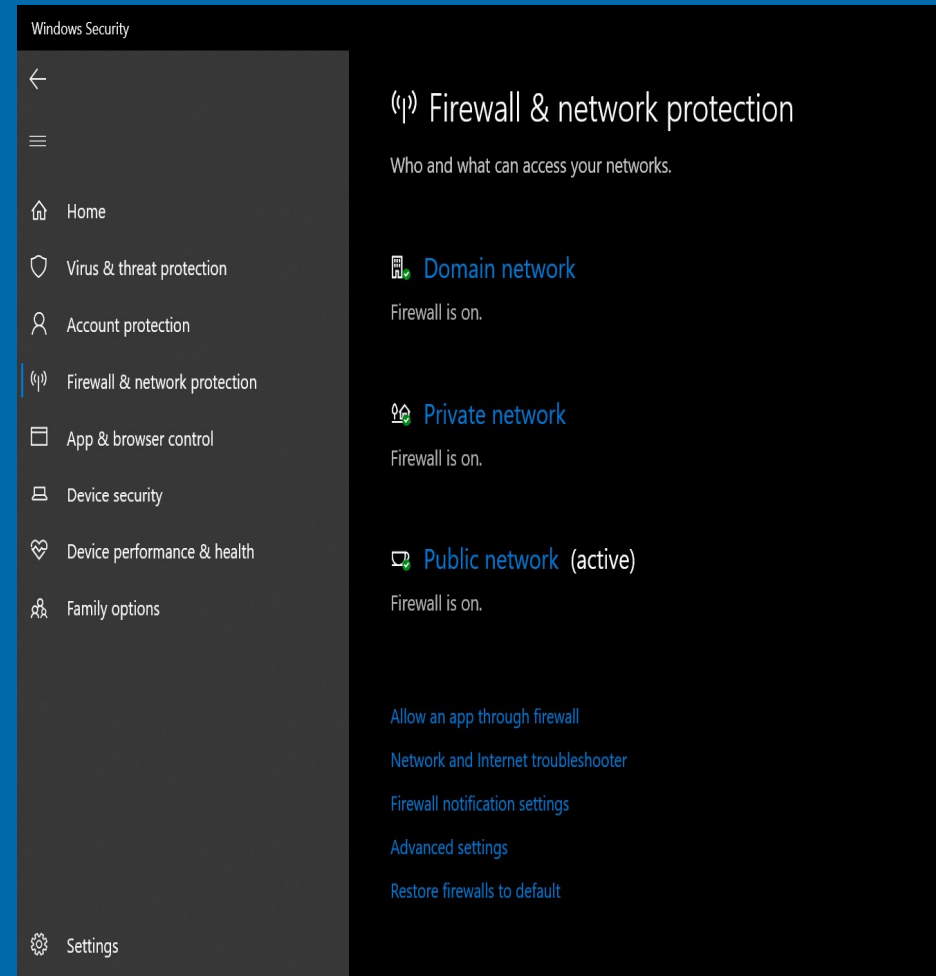 Windows Security
Home
Virus & threat protection
Account protection
Firewall & network protection
App & browser control
Device security
Device performance & health
Family options
Settings
Firewall & network protection
Who and what can access your networks.
Domain network
Firewall is on.
Private network
Firewall is on.
Public network (active)
Firewall is on.
Allow an app through firewall
Network and Internet troubleshooter
Firewall notification settings
Advanced settings
Restore firewalls to default